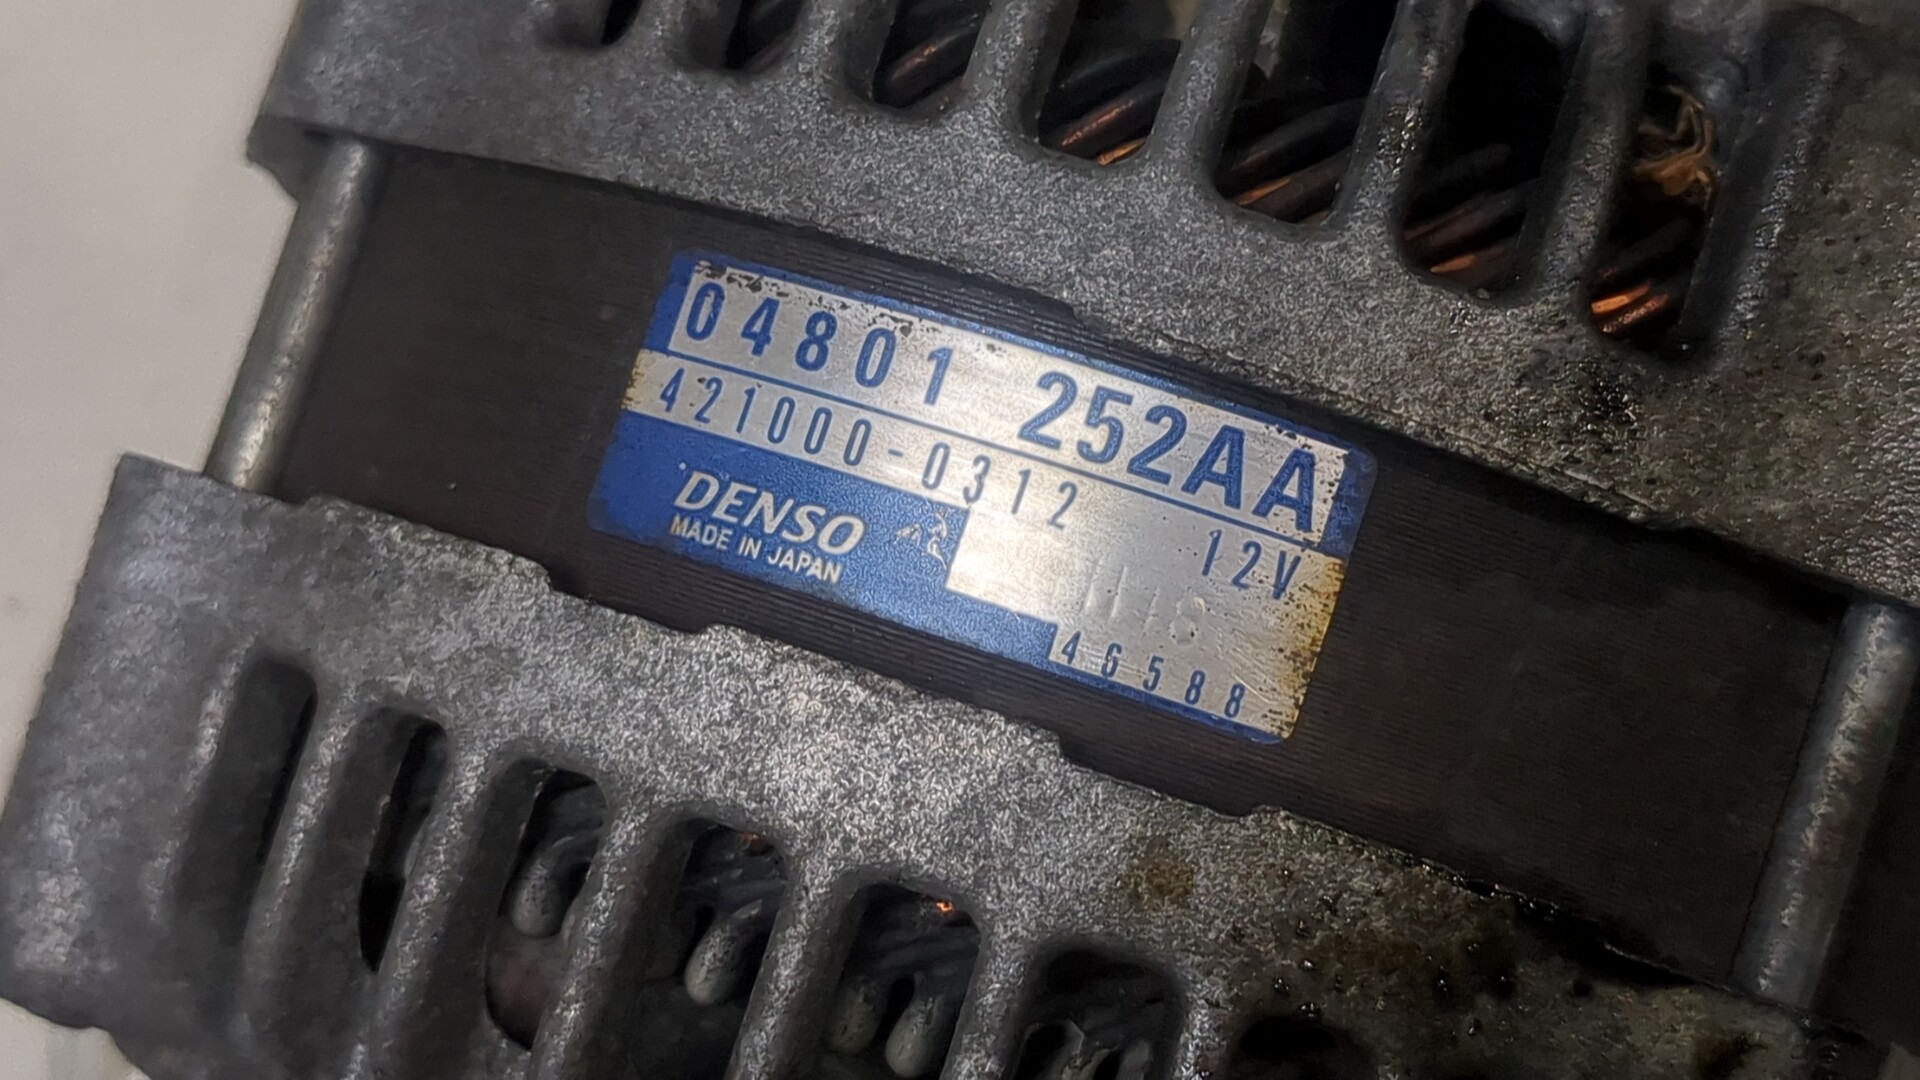 04801 252AA
421000-0312 12V
DENSO
MADE IN JAPAN
46588